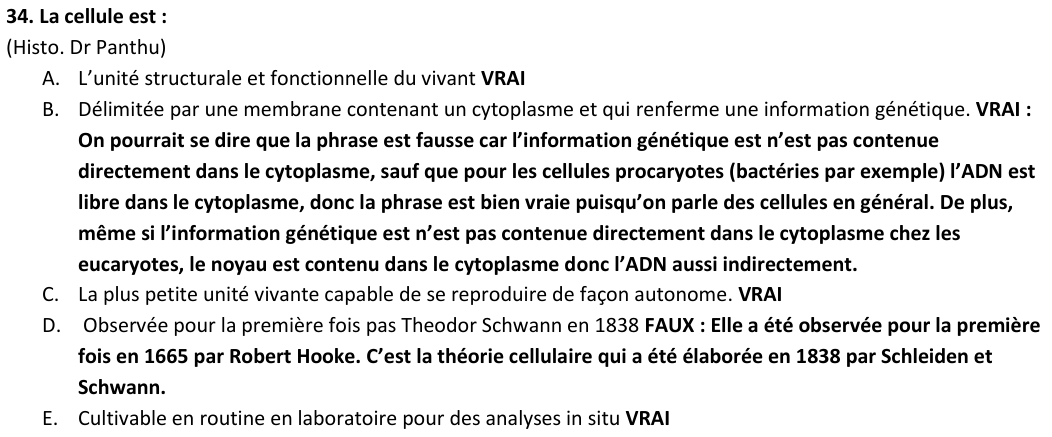 34. La cellule est :
(Histo. Dr Panthu)
A. L’unité structurale et fonctionnelle du vivant VRAI
B. Délimitée par une membrane contenant un cytoplasme et qui renferme une information génétique. VRAI :
On pourrait se dire que la phrase est fausse car l’information génétique est n’est pas contenue
directement dans le cytoplasme, sauf que pour les cellules procaryotes (bactéries par exemple) l’ADN est
libre dans le cytoplasme, donc la phrase est bien vraie puisqu’on parle des cellules en général. De plus,
même si l’information génétique est n’est pas contenue directement dans le cytoplasme chez les
eucaryotes, le noyau est contenu dans le cytoplasme donc l’ADN aussi indirectement.
C. La plus petite unité vivante capable de se reproduire de façon autonome. VRAI
D. Observée pour la première fois pas Theodor Schwann en 1838 FAUX : Elle a été observée pour la première
fois en 1665 par Robert Hooke. C’est la théorie cellulaire qui a été élaborée en 1838 par Schleiden et
Schwann.
E. Cultivable en routine en laboratoire pour des analyses in situ VRAI